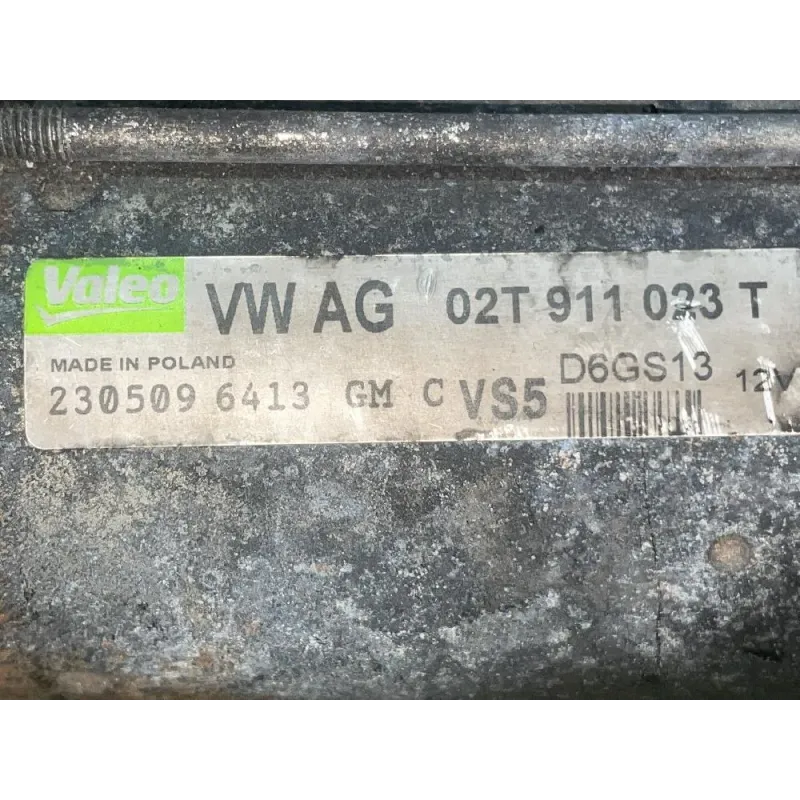 Valeo VW AG 02T 911 023 T
MADE IN POLAND D6GS13 12V
230509 6413 GM C VS5